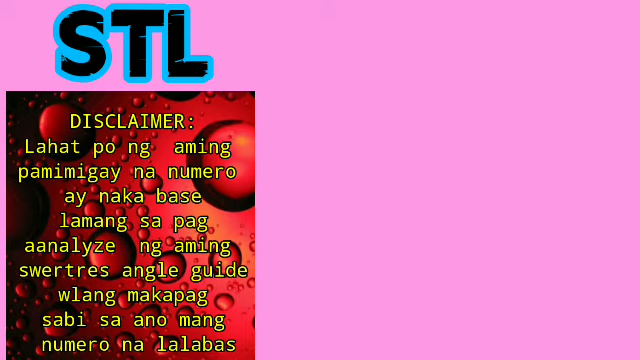 STL
DISCLAIMER:
Lahat po ng aming
pamimigay na numero
ay naka base
lamang sa pag
aanalyze ng aming
swertres angle guide
wlang makapag
sabi sa ano mang
numero na lalabas